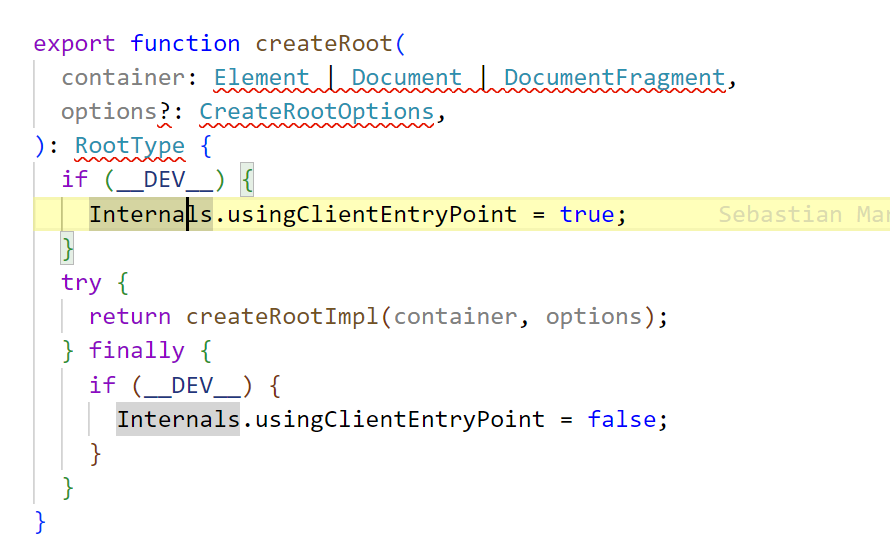 export function createRoot(
  container: Element | Document | DocumentFragment,
  options?: CreateRootOptions,
): RootType {
  if (__DEV__) {
    Internals.usingClientEntryPoint = true; Sebastian Mar
  }
  try {
    return createRootImpl(container, options);
  } finally {
    if (__DEV__) {
      Internals.usingClientEntryPoint = false;
    }
  }
}